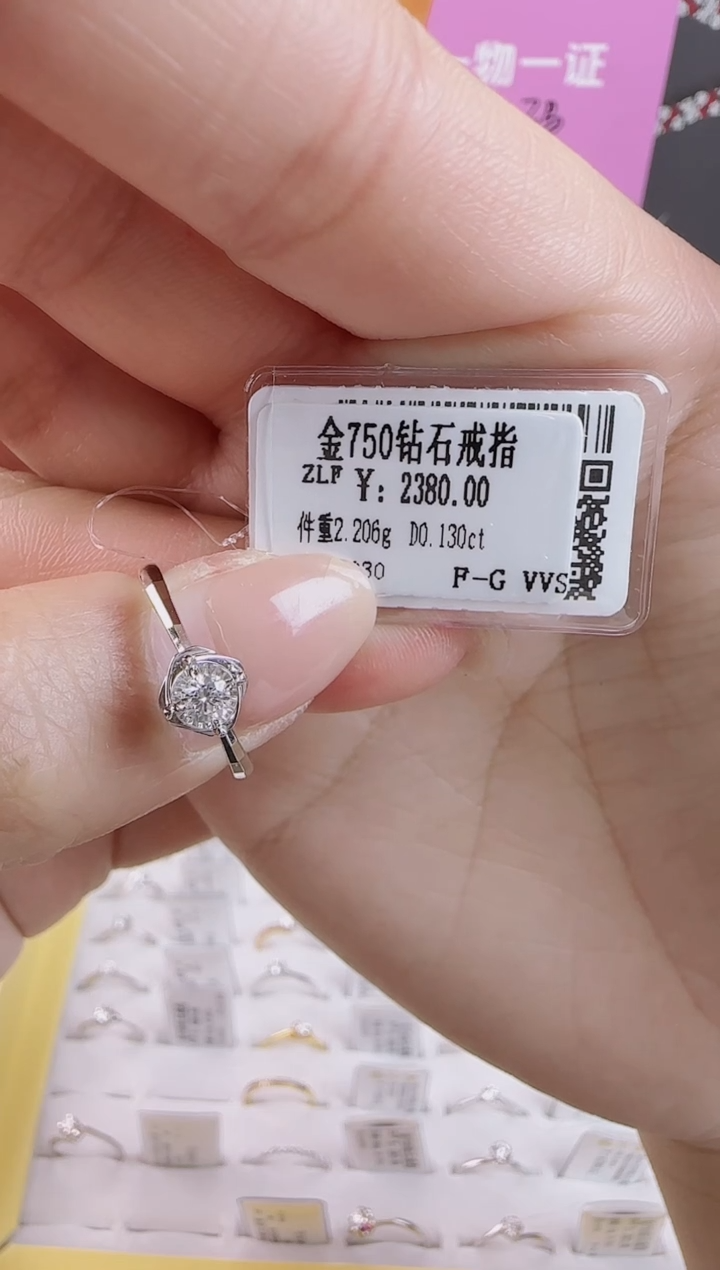 一物一证
金750钻石戒指
ZLF ¥: 2380.00
件重2.206g D0.130ct
30 F-G VVS